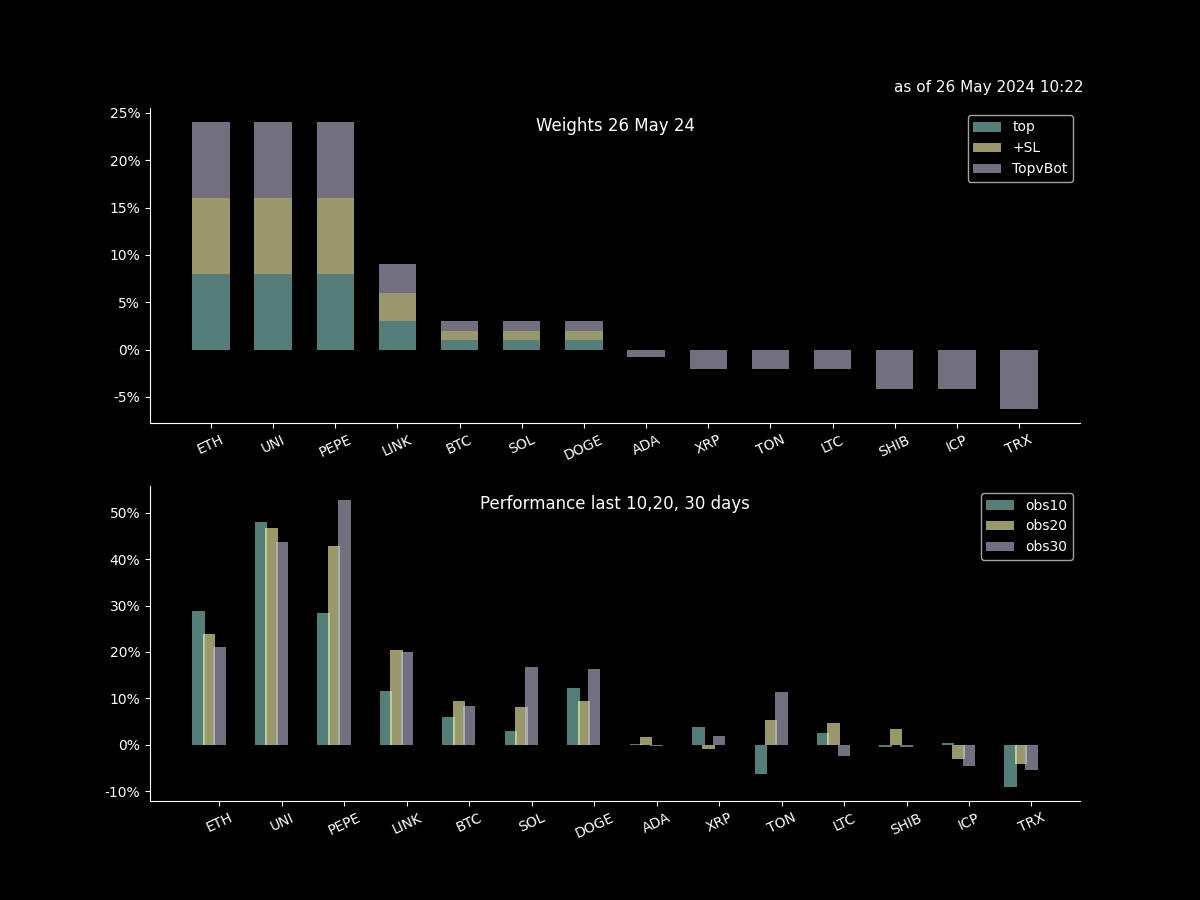 as of 26 May 2024 10:22
Weights 26 May 24
top
+SL
TopvBot
25%
20%
15%
10%
5%
0%
-5%
ETH UNI PEPE LINK BTC SOL DOGE ADA XRP TON LTC SHIB ICP TRX
Performance last 10,20, 30 days
obs10
obs20
obs30
50%
40%
30%
20%
10%
0%
-10%
ETH UNI PEPE LINK BTC SOL DOGE ADA XRP TON LTC SHIB ICP TRX